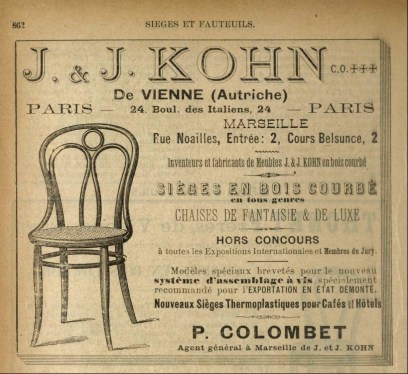 862
SIEGES ET FAUTEUILS.
J. & J. KOHN C.O.✝✝✝
De VIENNE (Autriche)
PARIS — 24. Boul. des Italiens, 24 — PARIS
MARSEILLE
Rue Noailles, Entrée: 2, Cours Belsunce, 2
Inventeurs et fabricants de Meubles J. & J. KOHN en bois courbé
SIÈGES EN BOIS COURBÉ
en tous genres
CHAISES DE FANTAISIE & DE LUXE
HORS CONCOURS
à toutes les Expositions Internationales et Membres du Jury.
Modèles spéciaux brevetés pour le nouveau
système d'assemblage à vis spécialement
recommandé pour l'EXPORTATION EN ÉTAT DÉMONTÉ.
Nouveaux Sièges Thermoplastiques pour Cafés et Hôtels
P. COLOMBET
Agent général à Marseille de J. et J. KOHN